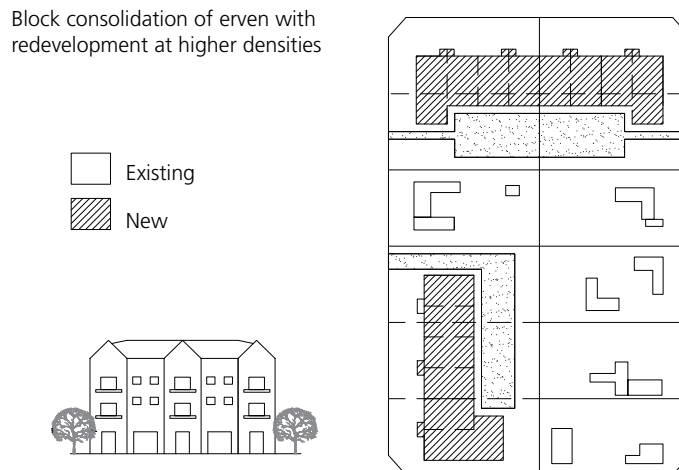 Block consolidation of erven with
redevelopment at higher densities
Existing
New